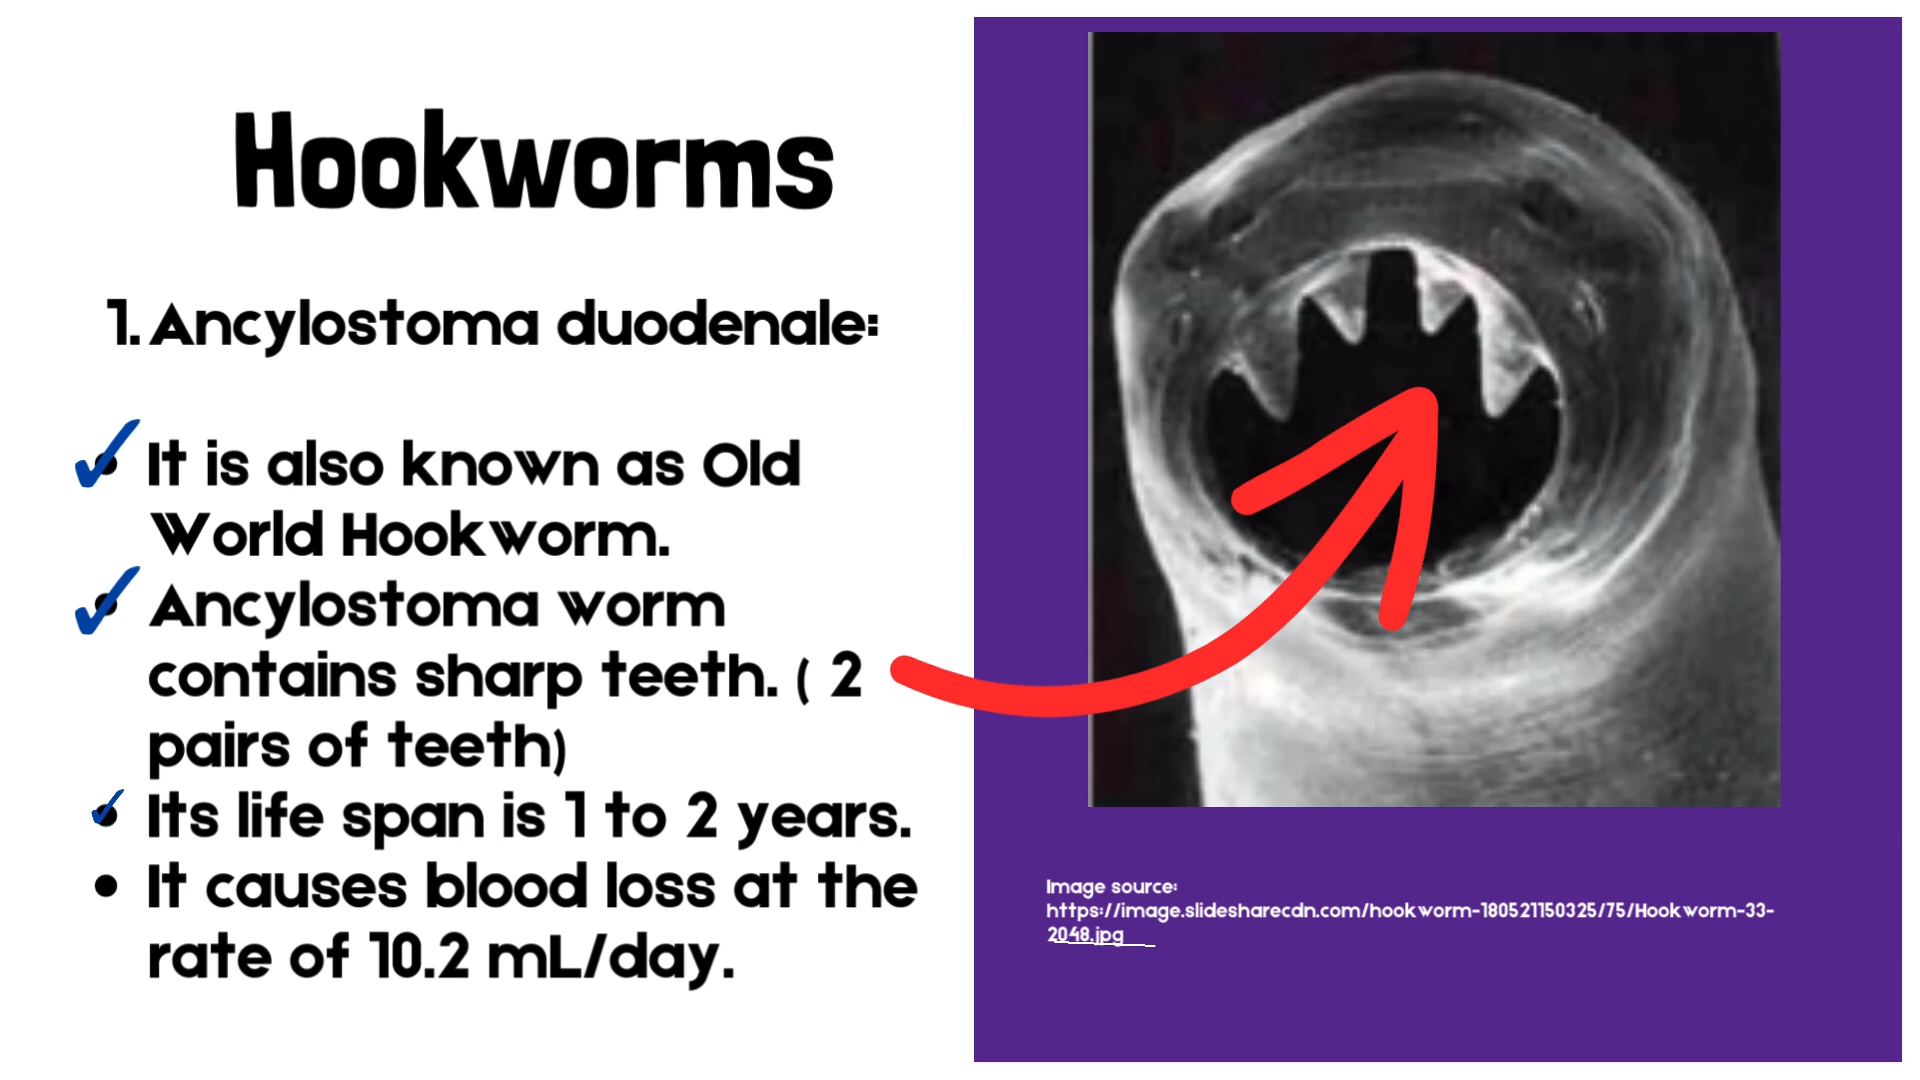 Hookworms
1. Ancylostoma duodenale:
It is also known as Old
World Hookworm.
Ancylostoma worm
contains sharp teeth. ( 2
pairs of teeth)
Its life span is 1 to 2 years.
• It causes blood loss at the
rate of 10.2 mL/day.
Image source:
https://image.slidesharecdn.com/hookworm-180521150325/75/Hookworm-33-
2048.jpg